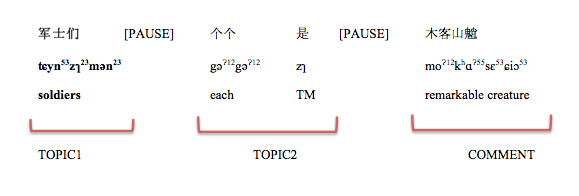 军士们 [PAUSE] 个个 是 [PAUSE] 木客山魈
tɕyn⁵³zʅ²³mən²³ gəʔ¹²gəʔ¹² zʅ moʔ¹²kʰɑʔ⁵⁵sɛ⁵³ɕiɔ⁵³
soldiers each TM remarkable creature
TOPIC1 TOPIC2 COMMENT